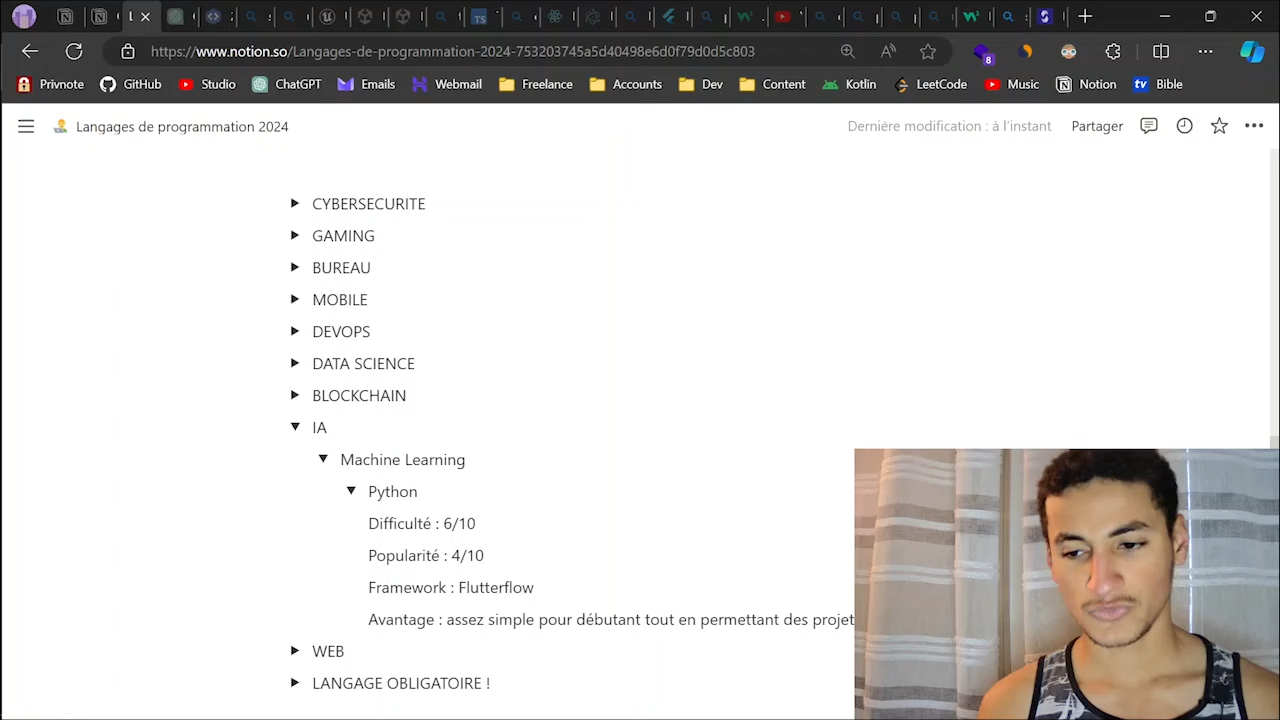 L
TS
https://www.notion.so/Langages-de-programmation-2024-753203745a5d40498e6d0f79d0d5c803
8
Privnote GitHub Studio ChatGPT Emails Webmail Freelance Accounts Dev Content Kotlin LeetCode Music Notion Bible
Langages de programmation 2024 Dernière modification : à l'instant Partager
CYBERSECURITE
GAMING
BUREAU
MOBILE
DEVOPS
DATA SCIENCE
BLOCKCHAIN
IA
Machine Learning
Python
Difficulté : 6/10
Popularité : 4/10
Framework : Flutterflow
Avantage : assez simple pour débutant tout en permettant des projet
WEB
LANGAGE OBLIGATOIRE !